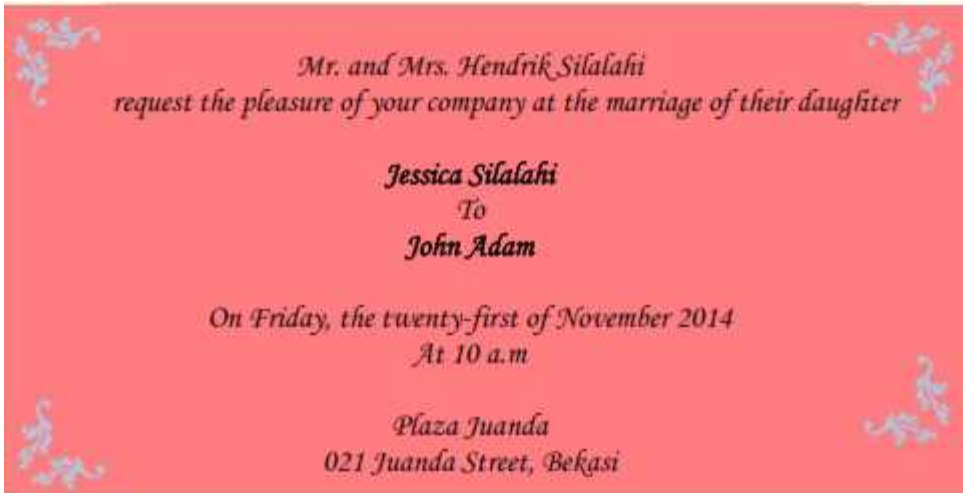 Mr. and Mrs. Hendrik Silalahi
request the pleasure of your company at the marriage of their daughter
Jessica Silalahi
To
John Adam
On Friday, the twenty-first of November 2014
At 10 a.m
Plaza Juanda
021 Juanda Street, Bekasi